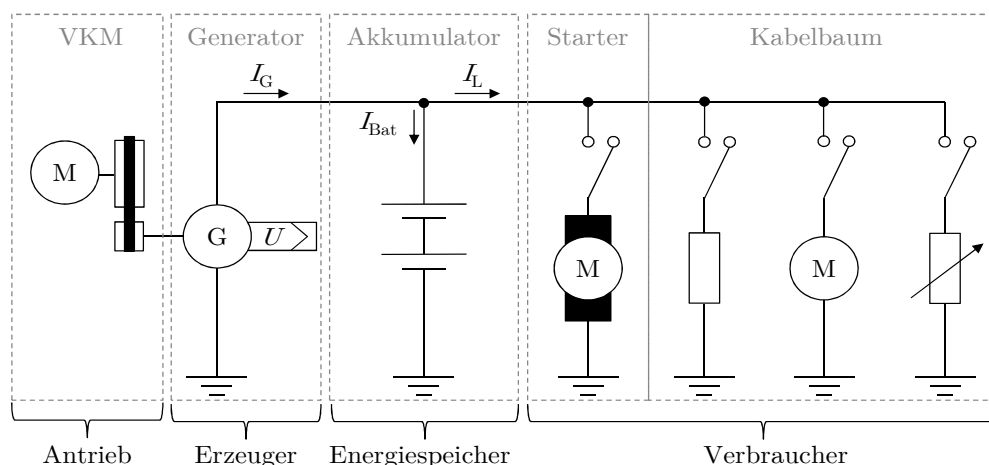 VKM Generator Akkumulator Starter Kabelbaum
I_G I_L
I_Bat
M
G U M M
Antrieb Erzeuger Energiespeicher Verbraucher